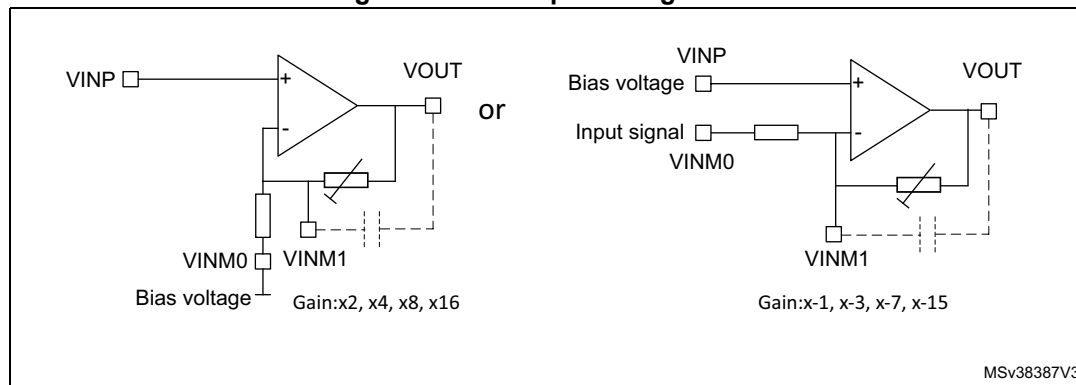 VINP
+
-
VOUT
VINM0
VINM1
Bias voltage
Gain:x2, x4, x8, x16
or
VINP
Bias voltage
Input signal
VINM0
+
-
VOUT
VINM1
Gain:x-1, x-3, x-7, x-15
MSv38387V3